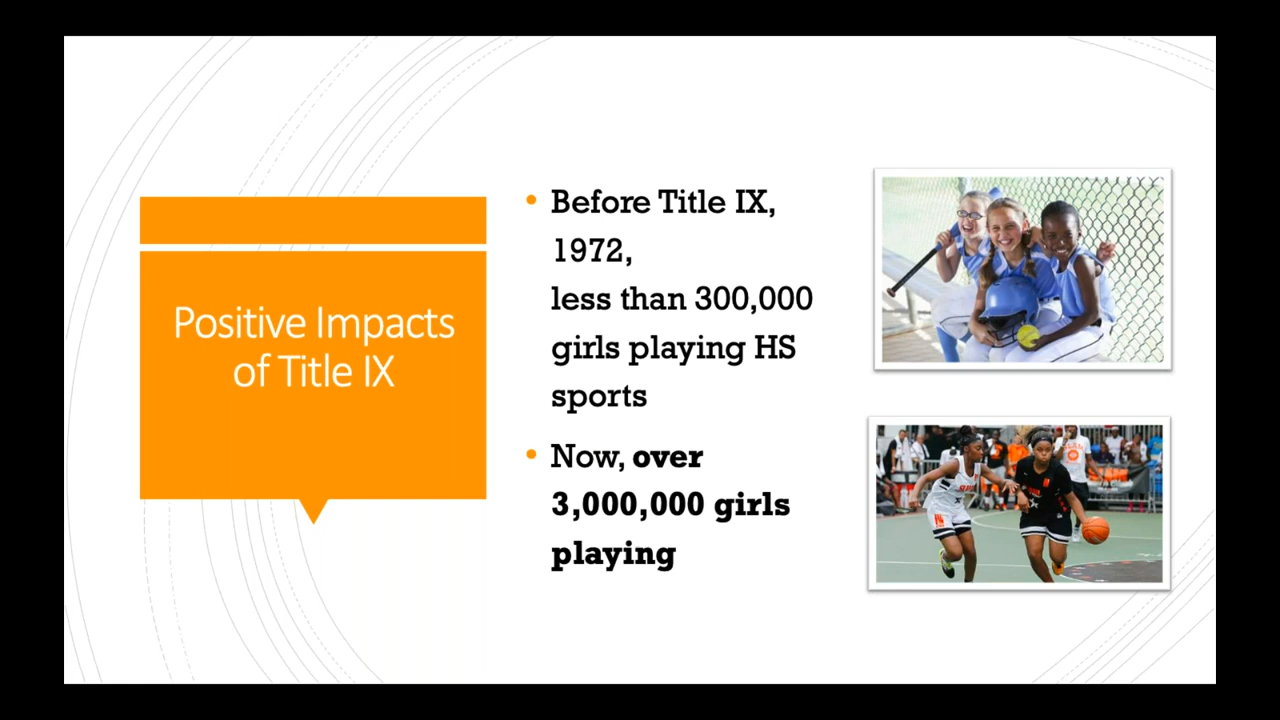 Positive Impacts
of Title IX
Before Title IX,
1972,
less than 300,000
girls playing HS
sports
Now, over
3,000,000 girls
playing